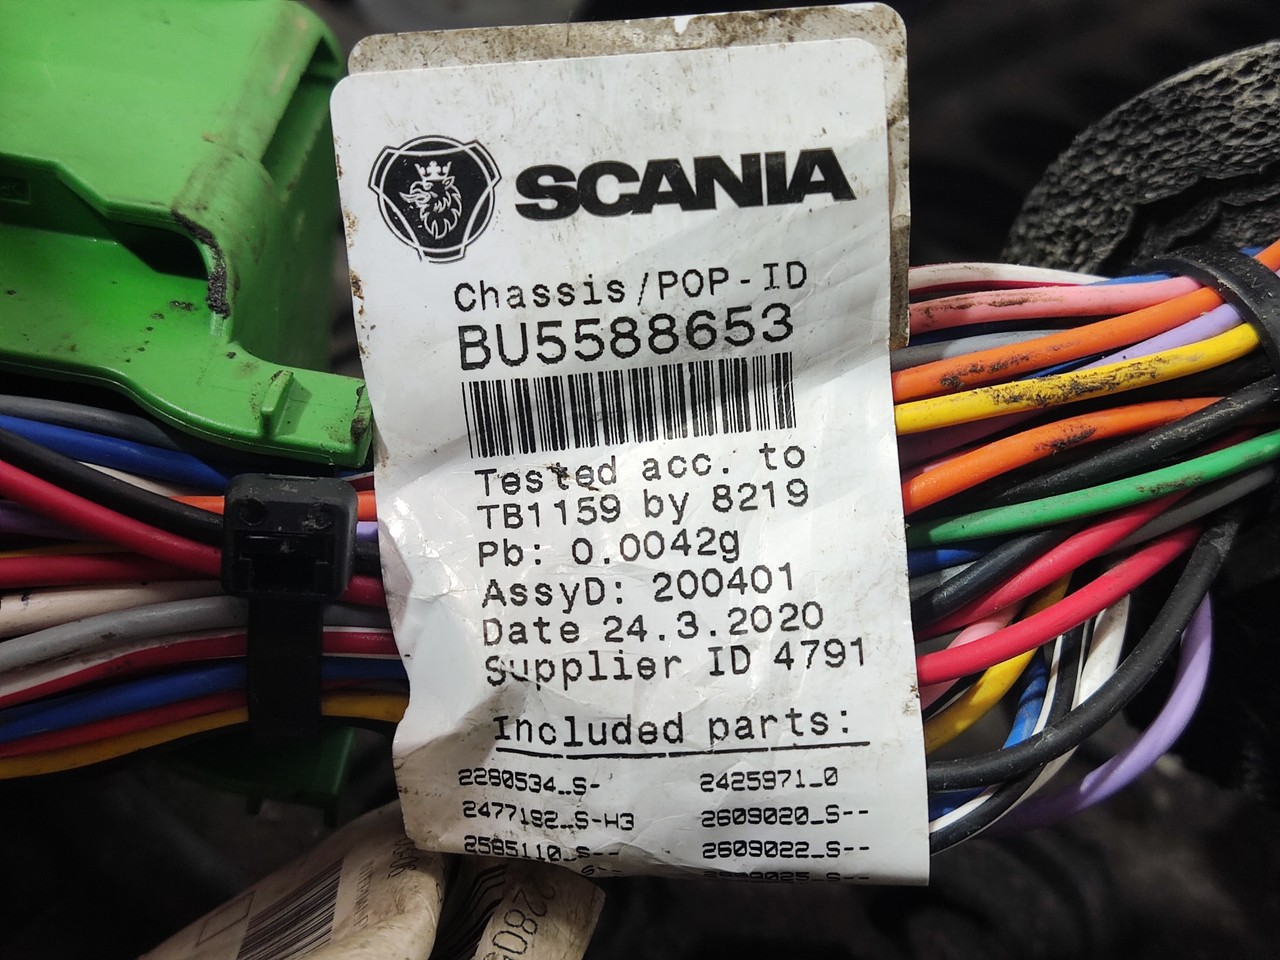 SCANIA
Chassis/POP-ID
BU5588653
Tested acc. to
TB1159 by 8219
Pb: 0.0042g
AssyD: 200401
Date 24.3.2020
Supplier ID 4791
Included parts:
2280534_S- 2425971_0
2477192_S-H3 2609020_S--
2585110_S-- 2609022_S--